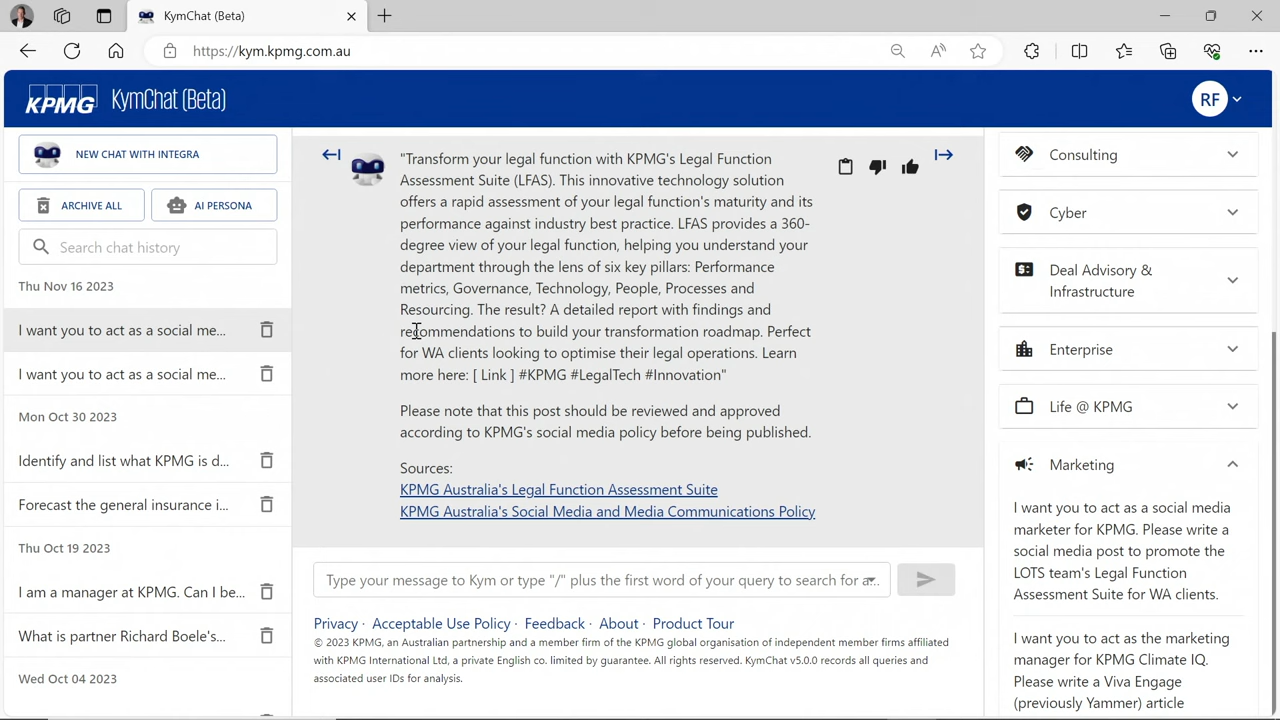 KymChat (Beta)
https://kym.kpmg.com.au
KPMG KymChat (Beta)
RF
NEW CHAT WITH INTEGRA
ARCHIVE ALL
AI PERSONA
Search chat history
Thu Nov 16 2023
I want you to act as a social me...
I want you to act as a social me...
Mon Oct 30 2023
Identify and list what KPMG is d...
Forecast the general insurance i...
Thu Oct 19 2023
I am a manager at KPMG. Can I be...
What is partner Richard Boele's...
Wed Oct 04 2023
"Transform your legal function with KPMG's Legal Function
Assessment Suite (LFAS). This innovative technology solution
offers a rapid assessment of your legal function's maturity and its
performance against industry best practice. LFAS provides a 360-
degree view of your legal function, helping you understand your
department through the lens of six key pillars: Performance
metrics, Governance, Technology, People, Processes and
Resourcing. The result? A detailed report with findings and
recommendations to build your transformation roadmap. Perfect
for WA clients looking to optimise their legal operations. Learn
more here: [ Link ] #KPMG #LegalTech #Innovation"
Please note that this post should be reviewed and approved
according to KPMG's social media policy before being published.
Sources:
KPMG Australia's Legal Function Assessment Suite
KPMG Australia's Social Media and Media Communications Policy
Type your message to Kym or type "/" plus the first word of your query to search for a...
Privacy · Acceptable Use Policy · Feedback · About · Product Tour
© 2023 KPMG, an Australian partnership and a member firm of the KPMG global organisation of independent member firms affiliated
with KPMG International Ltd, a private English co. limited by guarantee. All rights reserved. KymChat v5.0.0 records all queries and
associated user IDs for analysis.
Consulting
Cyber
Deal Advisory &
Infrastructure
Enterprise
Life @ KPMG
Marketing
I want you to act as a social media
marketer for KPMG. Please write a
social media post to promote the
LOTS team's Legal Function
Assessment Suite for WA clients.
I want you to act as the marketing
manager for KPMG Climate IQ.
Please write a Viva Engage
(previously Yammer) article